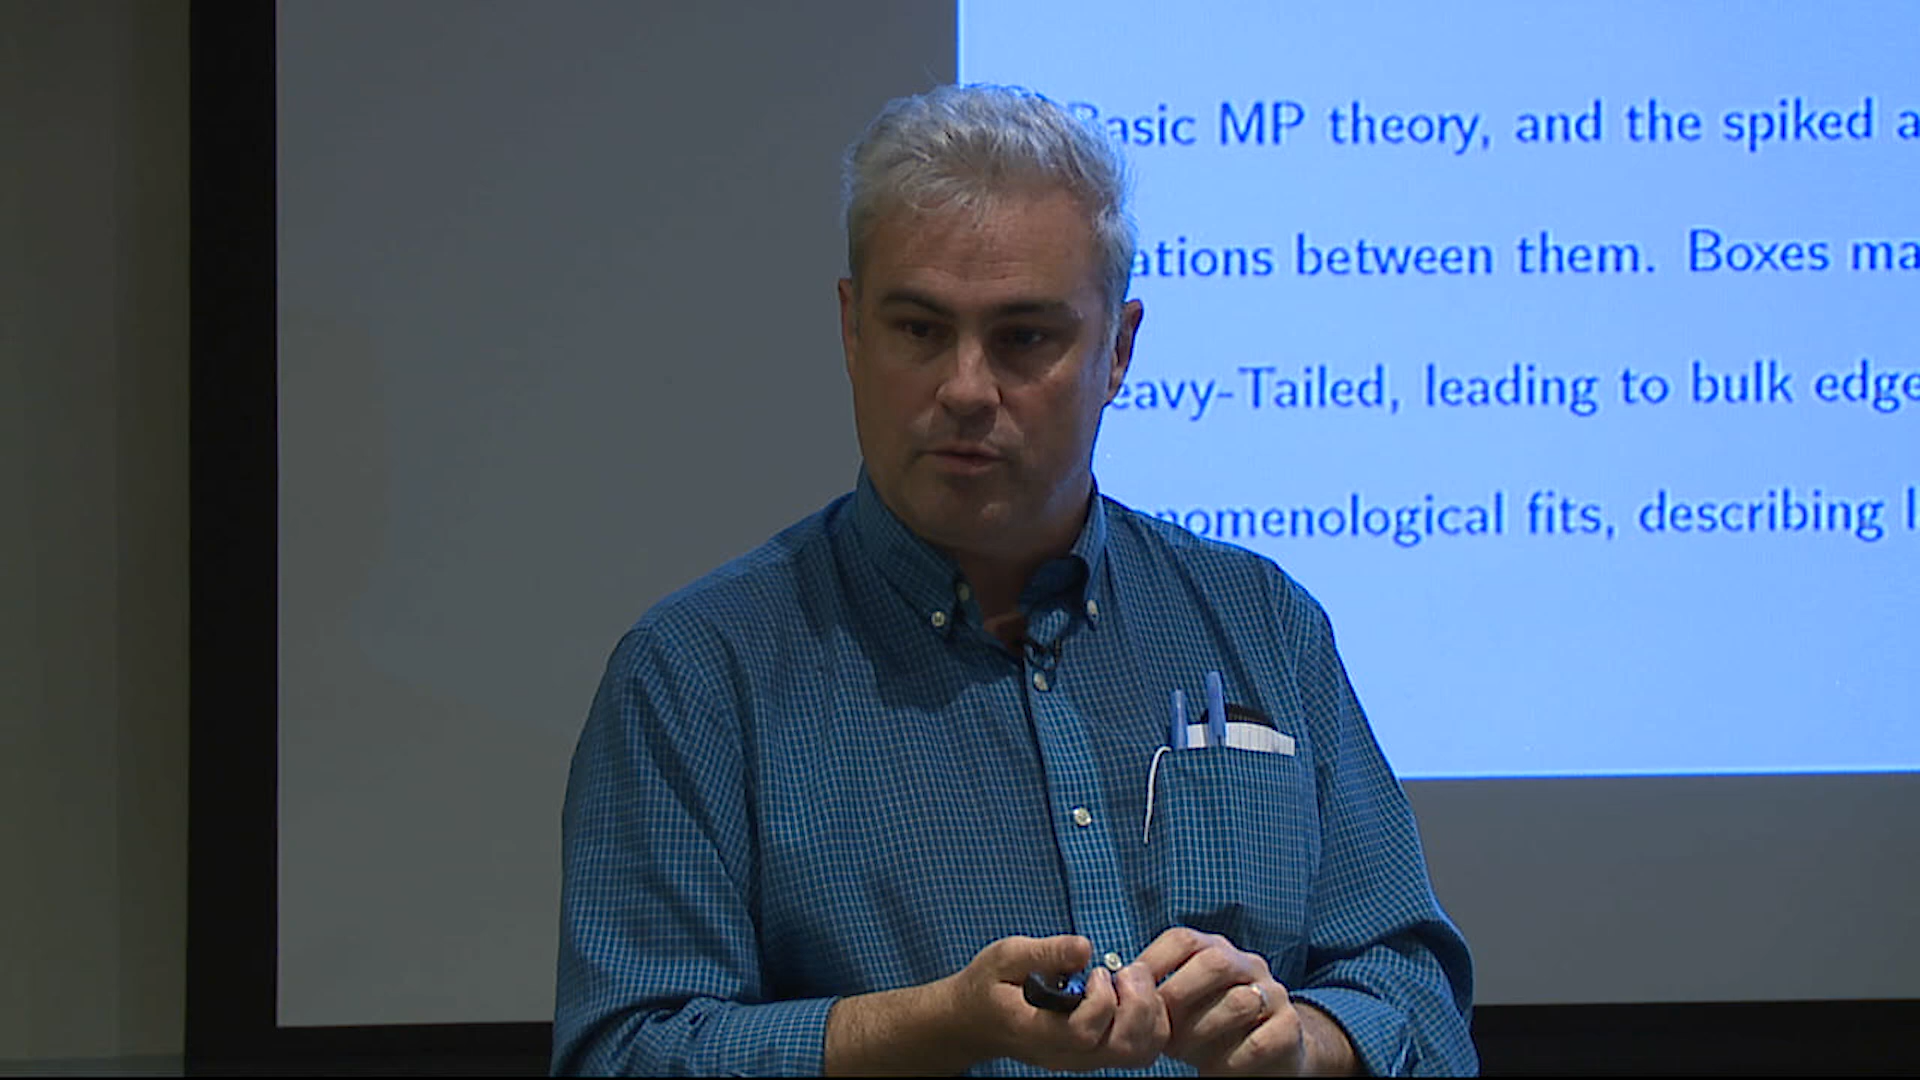 asic MP theory, and the spiked a
ations between them. Boxes ma
eavy-Tailed, leading to bulk edge
nomenological fits, describing l